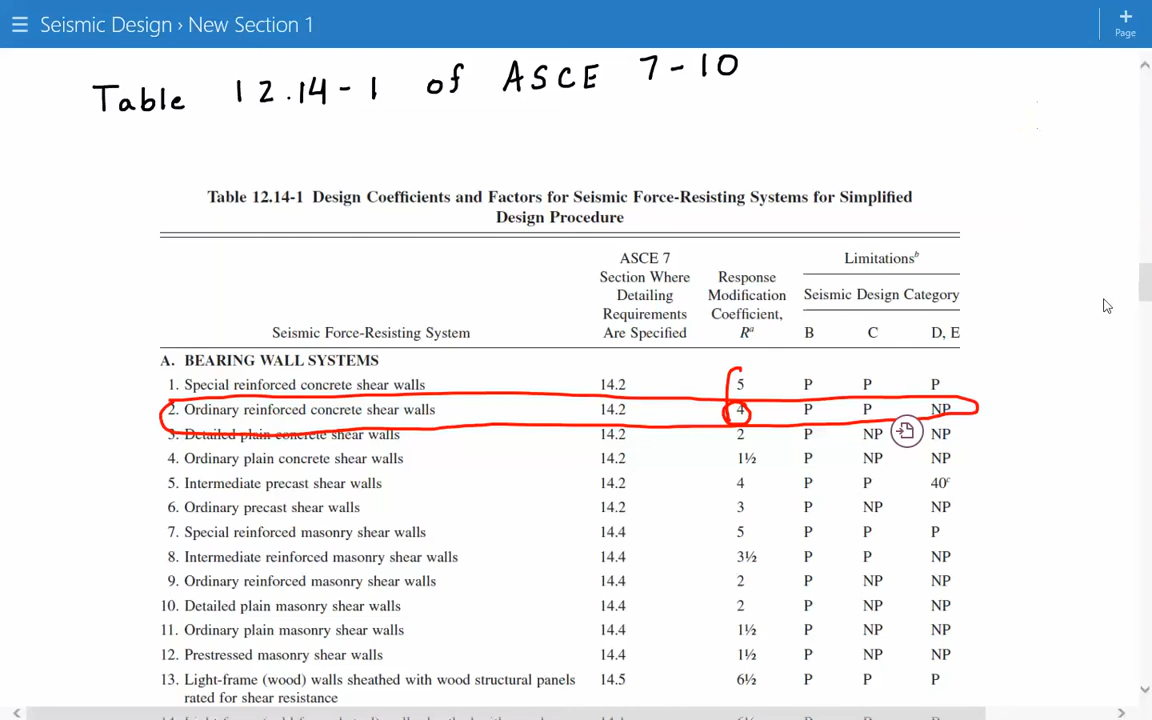 Seismic Design › New Section 1
Page
Table 12.14-1 of ASCE 7-10
Table 12.14-1 Design Coefficients and Factors for Seismic Force-Resisting Systems for Simplified
Design Procedure
Seismic Force-Resisting System
ASCE 7
Section Where
Detailing
Requirements
Are Specified
Response
Modification
Coefficient,
Rᵃ
Limitationsᵇ
Seismic Design Category
B C D, E
A. BEARING WALL SYSTEMS
1. Special reinforced concrete shear walls 14.2 5 P P P
2. Ordinary reinforced concrete shear walls 14.2 4 P P NP
3. Detailed plain concrete shear walls 14.2 2 P NP NP
4. Ordinary plain concrete shear walls 14.2 1½ P NP NP
5. Intermediate precast shear walls 14.2 4 P P 40ᶜ
6. Ordinary precast shear walls 14.2 3 P NP NP
7. Special reinforced masonry shear walls 14.4 5 P P P
8. Intermediate reinforced masonry shear walls 14.4 3½ P P NP
9. Ordinary reinforced masonry shear walls 14.4 2 P NP NP
10. Detailed plain masonry shear walls 14.4 2 P NP NP
11. Ordinary plain masonry shear walls 14.4 1½ P NP NP
12. Prestressed masonry shear walls 14.4 1½ P NP NP
13. Light-frame (wood) walls sheathed with wood structural panels 14.5 6½ P P P
rated for shear resistance